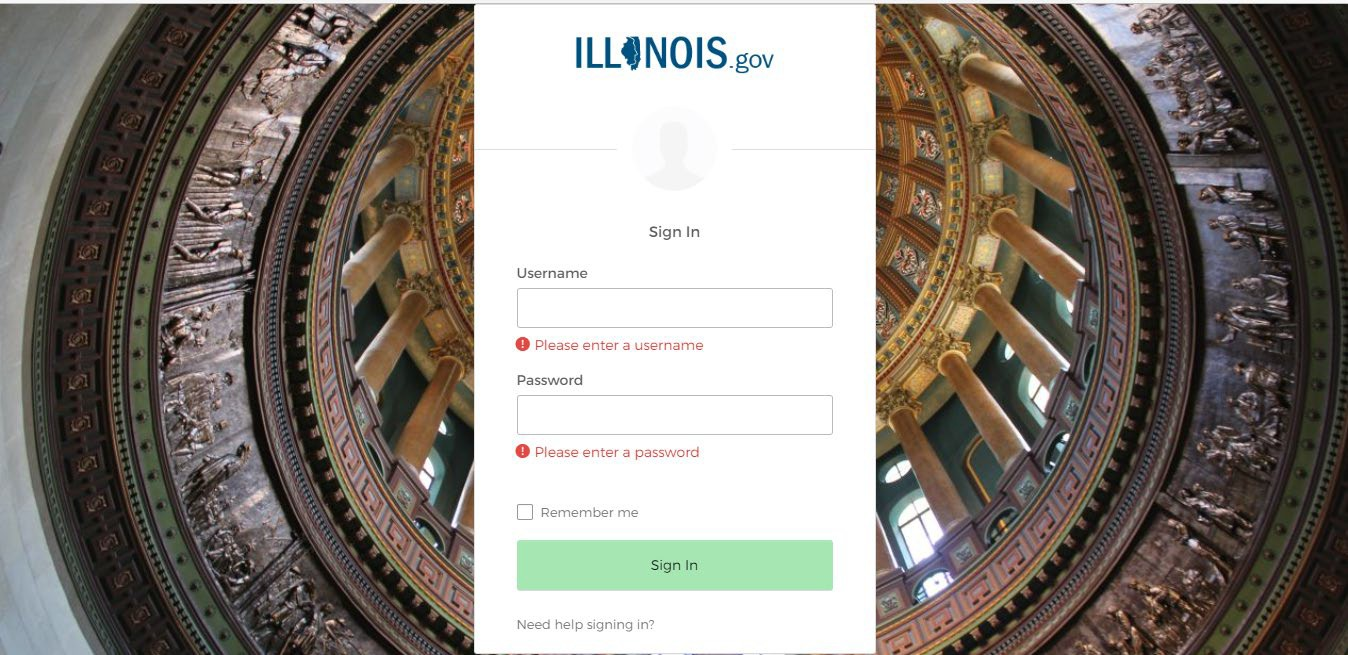 ILLINOIS.gov
Sign In
Username
Please enter a username
Password
Please enter a password
Remember me
Sign In
Need help signing in?